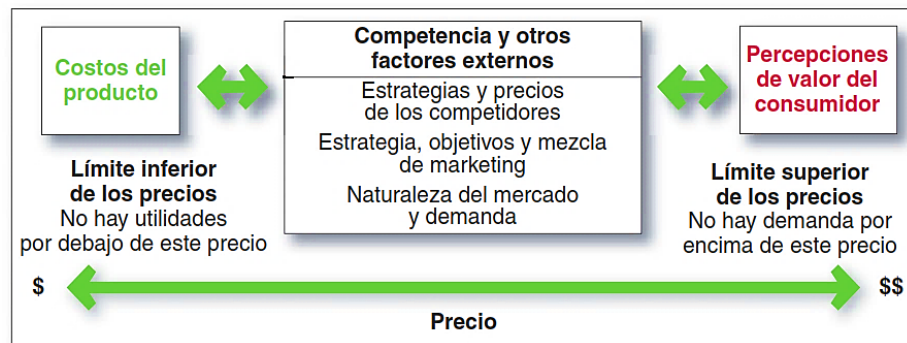 Costos del
producto
Límite inferior
de los precios
No hay utilidades
por debajo de este precio
Competencia y otros
factores externos
Estrategias y precios
de los competidores
Estrategia, objetivos y mezcla
de marketing
Naturaleza del mercado
y demanda
Percepciones
de valor del
consumidor
Límite superior
de los precios
No hay demanda por
encima de este precio
$
$$
Precio